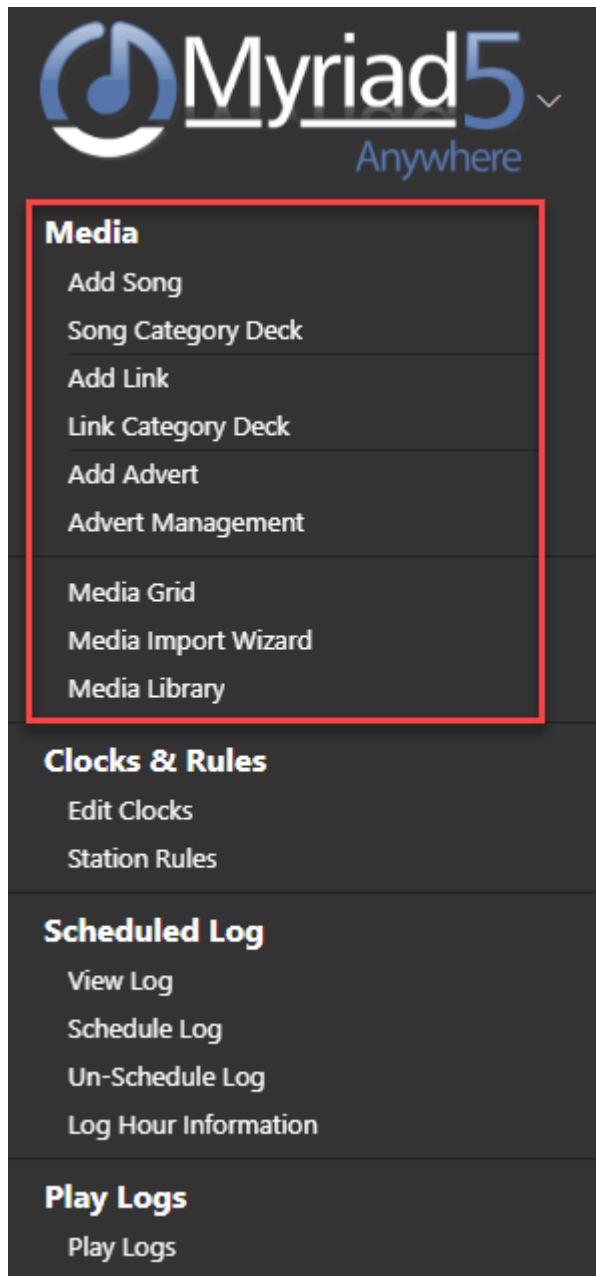 Myriad5
Anywhere
Media
Add Song
Song Category Deck
Add Link
Link Category Deck
Add Advert
Advert Management
Media Grid
Media Import Wizard
Media Library
Clocks & Rules
Edit Clocks
Station Rules
Scheduled Log
View Log
Schedule Log
Un-Schedule Log
Log Hour Information
Play Logs
Play Logs